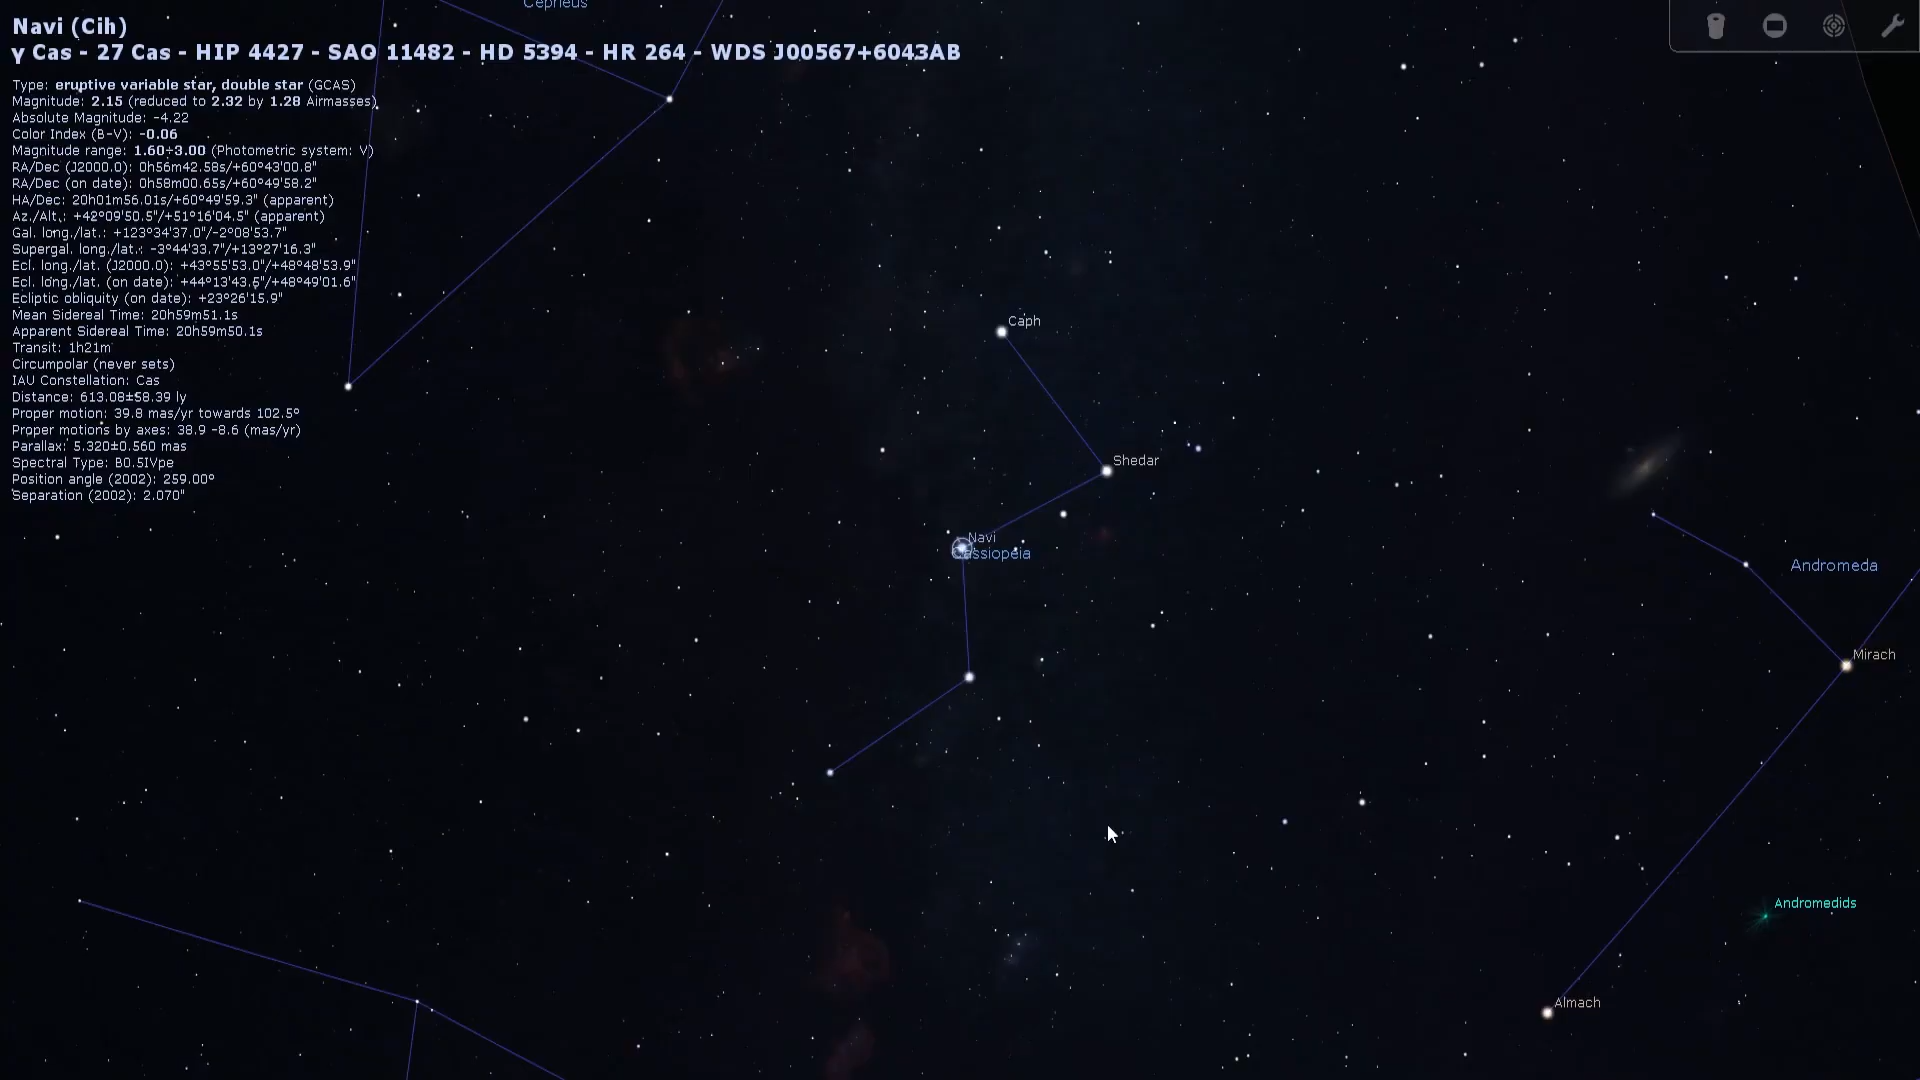 Cepheus
Navi (Cih)
γ Cas - 27 Cas - HIP 4427 - SAO 11482 - HD 5394 - HR 264 - WDS J00567+6043AB
Type: eruptive variable star, double star (GCAS)
Magnitude: 2.15 (reduced to 2.32 by 1.28 Airmasses)
Absolute Magnitude: -4.22
Color Index (B-V): -0.06
Magnitude range: 1.60÷3.00 (Photometric system: V)
RA/Dec (J2000.0): 0h56m42.58s/+60°43'00.8"
RA/Dec (on date): 0h58m00.65s/+60°49'58.2"
HA/Dec: 20h01m56.01s/+60°49'59.3" (apparent)
Az./Alt.: +42°09'50.5"/+51°16'04.5" (apparent)
Gal. long./lat.: +123°34'37.0"/-2°08'53.7"
Supergal. long./lat.: -3°44'33.7"/+13°27'16.3"
Ecl. long./lat. (J2000.0): +43°55'53.0"/+48°48'53.9"
Ecl. long./lat. (on date): +44°13'43.5"/+48°49'01.6"
Ecliptic obliquity (on date): +23°26'15.9"
Mean Sidereal Time: 20h59m51.1s
Apparent Sidereal Time: 20h59m50.1s
Transit: 1h21m
Circumpolar (never sets)
IAU Constellation: Cas
Distance: 613.08±58.39 ly
Proper motion: 39.8 mas/yr towards 102.5°
Proper motions by axes: 38.9 -8.6 (mas/yr)
Parallax: 5.320±0.560 mas
Spectral Type: B0.5IVpe
Position angle (2002): 259.00°
Separation (2002): 2.070"
Caph
Shedar
Navi
Cassiopeia
Andromeda
Mirach
Andromedids
Almach